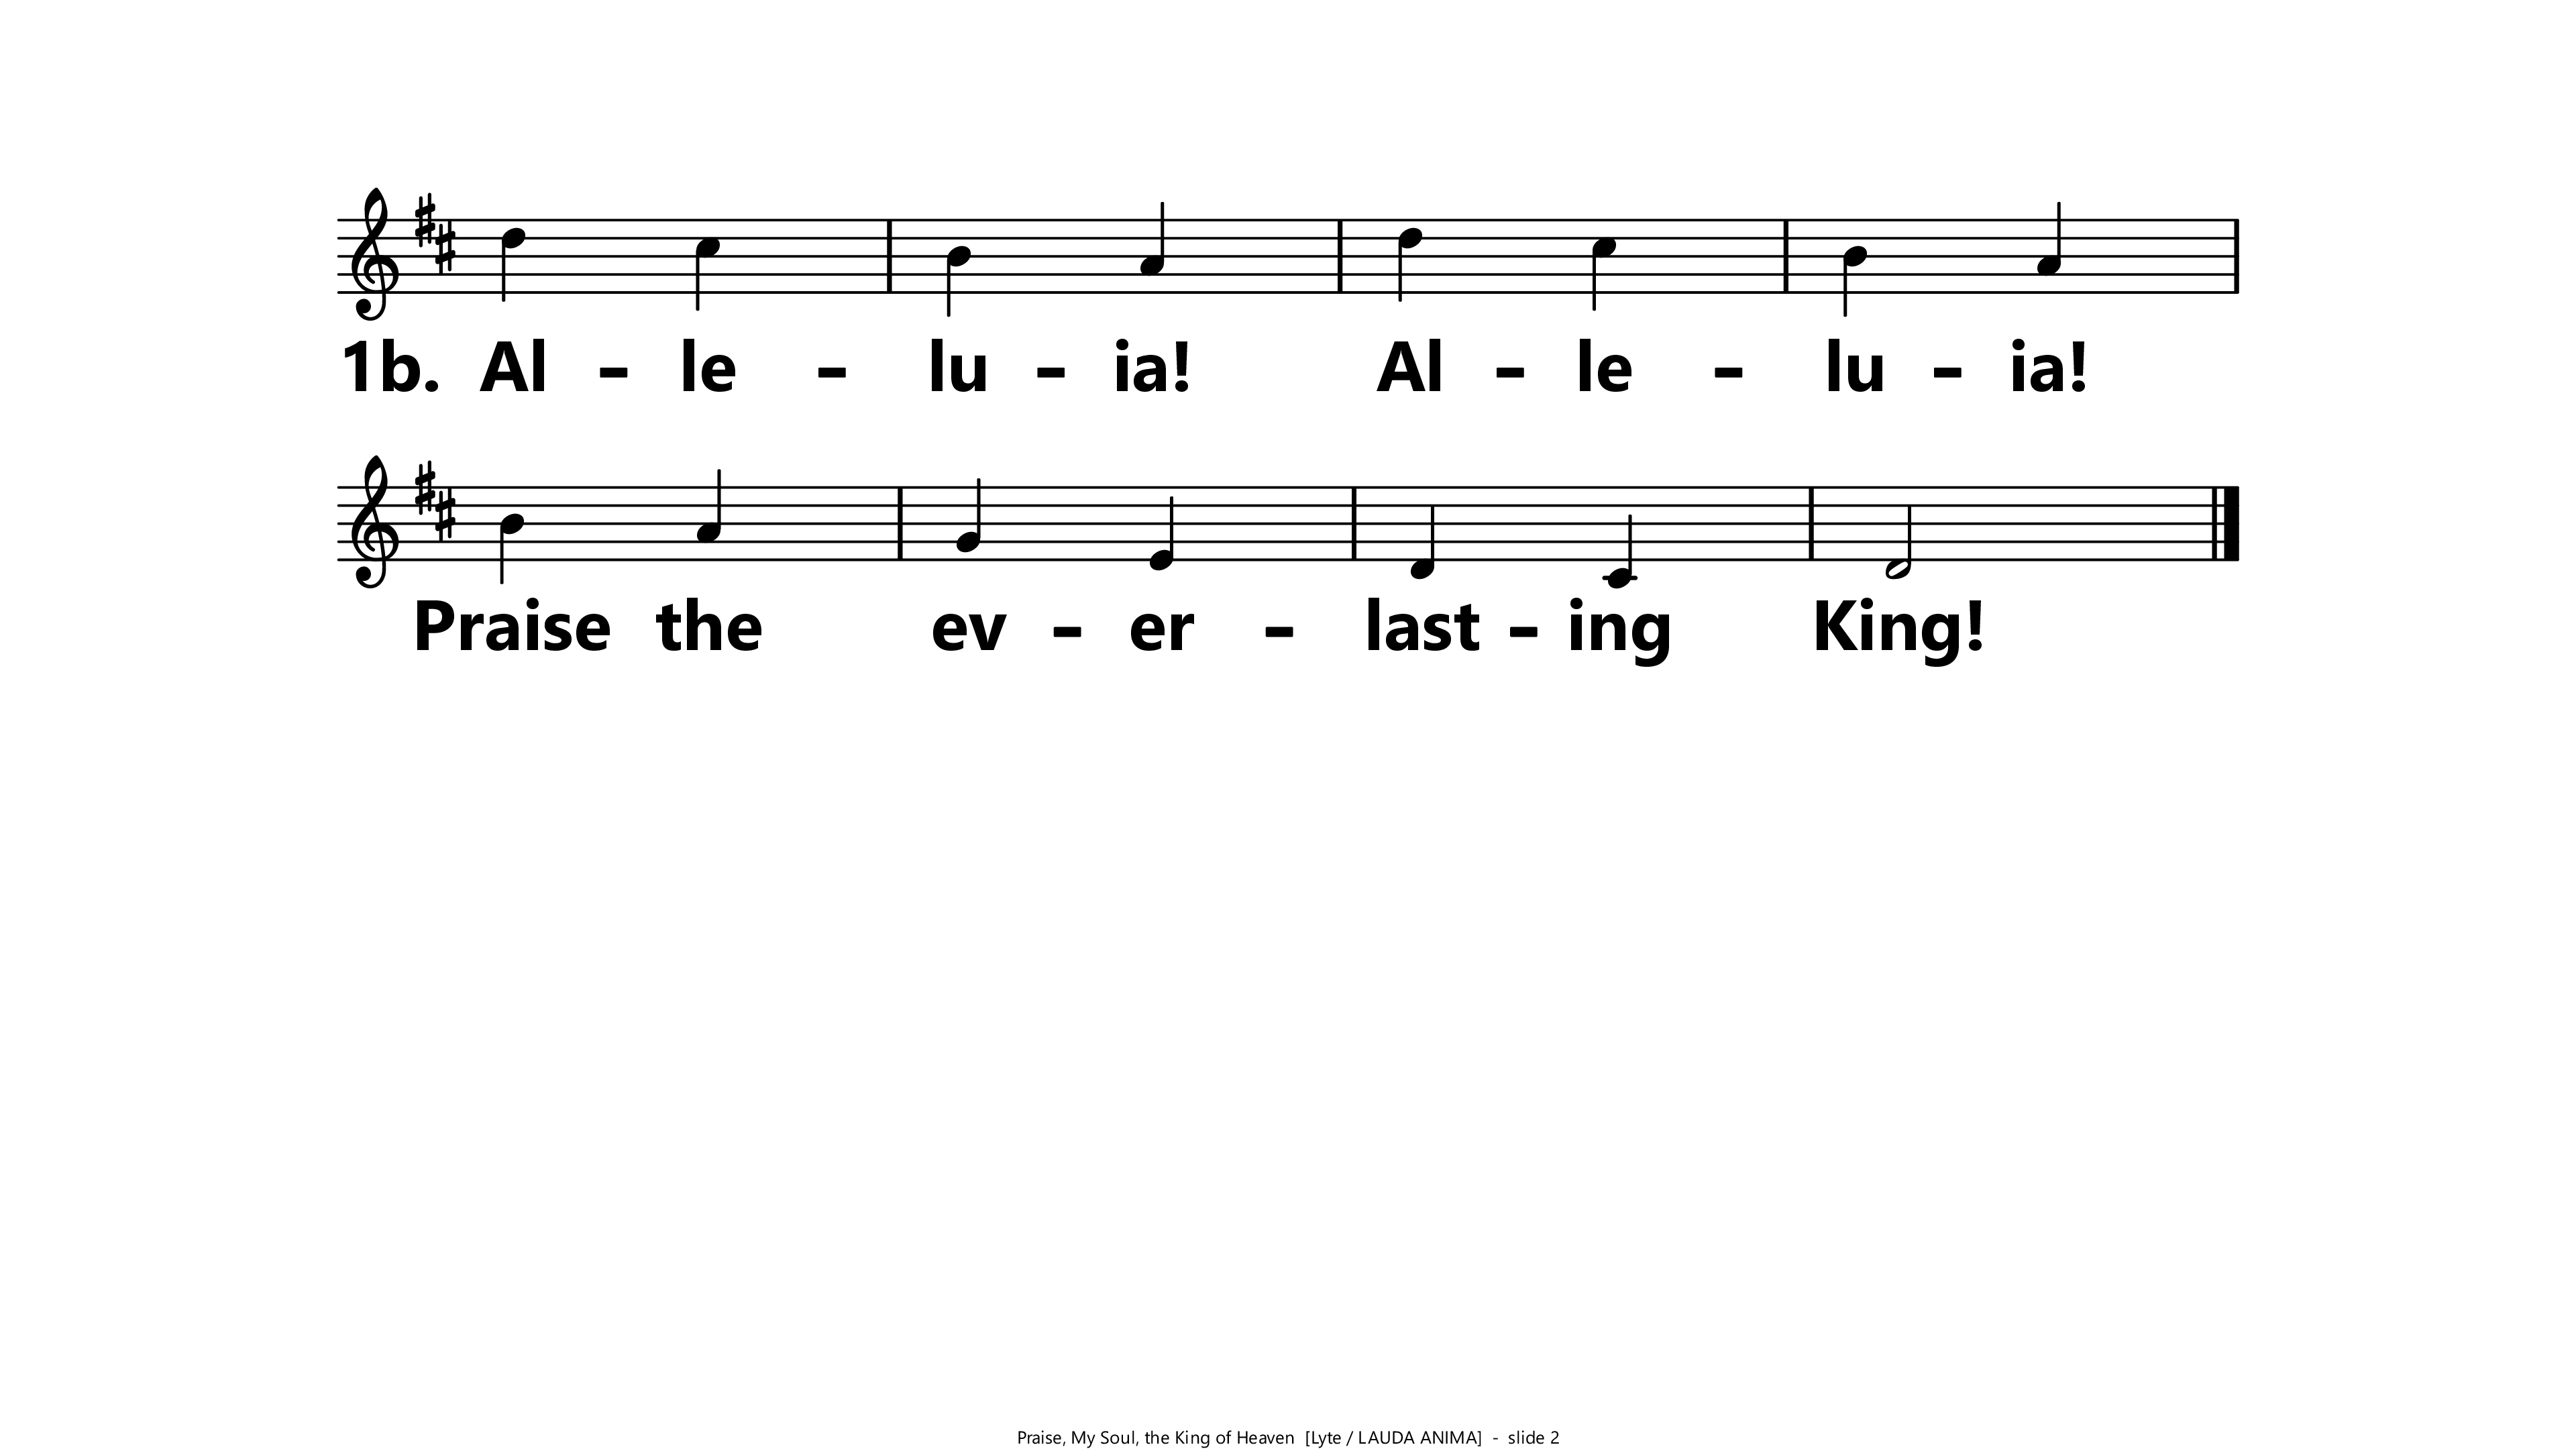 1b. Al - le - lu - ia! Al - le - lu - ia!
Praise the ev - er - last - ing King!
Praise, My Soul, the King of Heaven [Lyte / LAUDA ANIMA] - slide 2